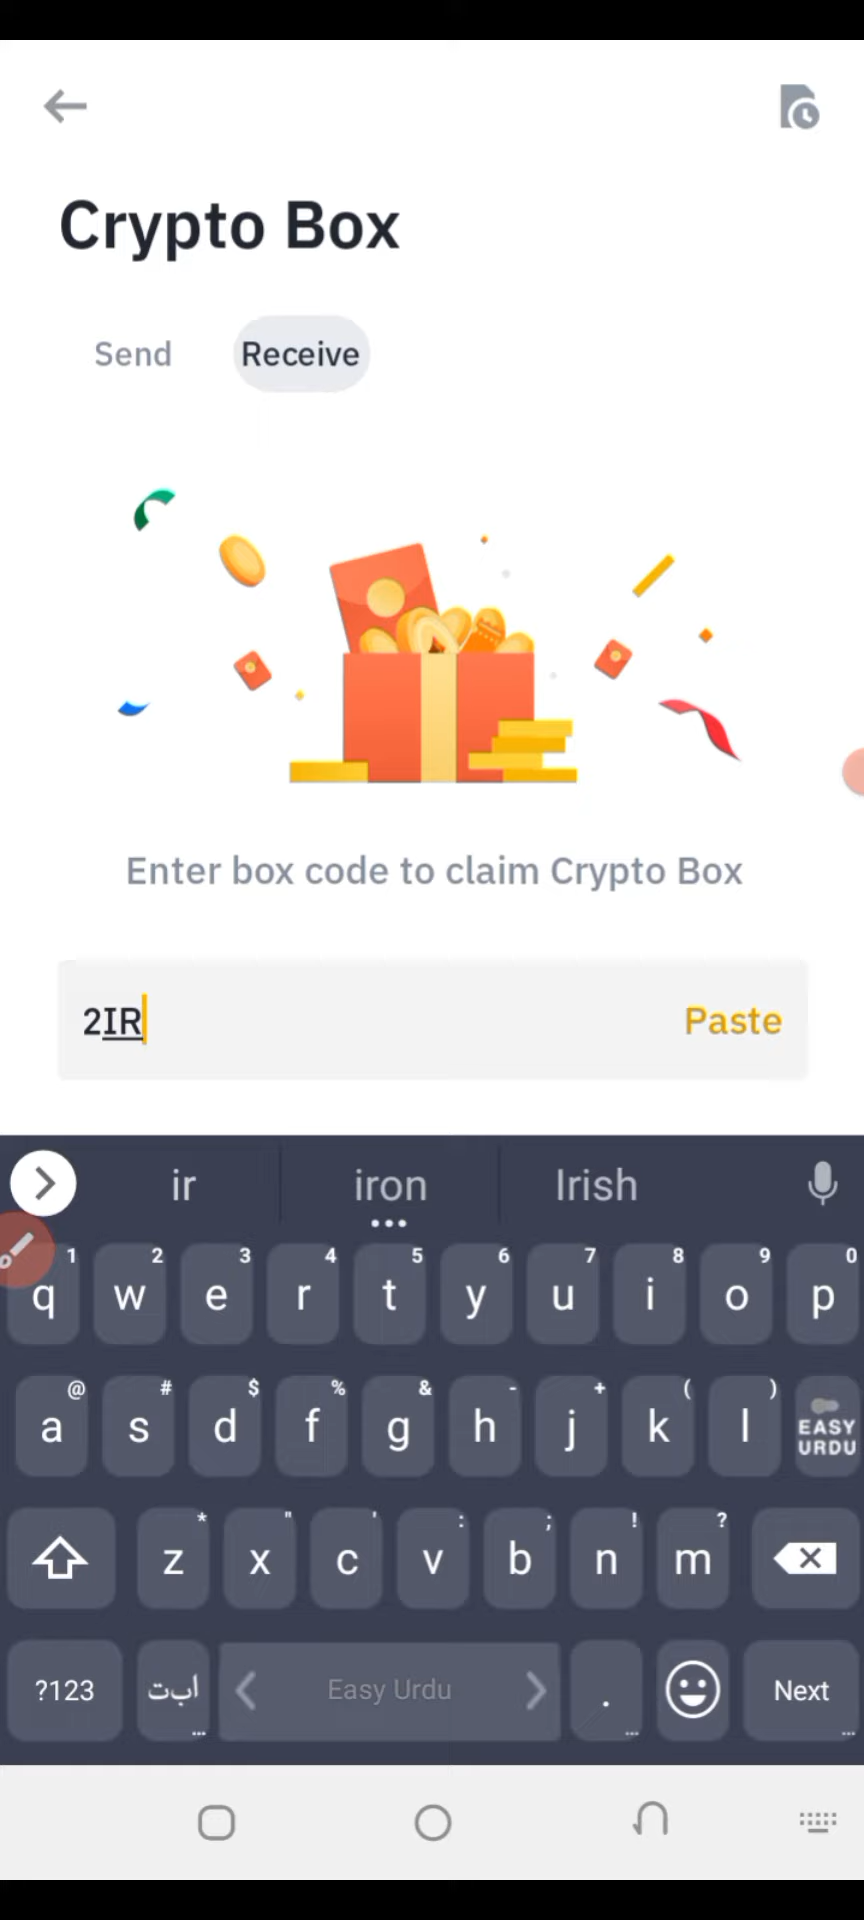 Crypto Box
Send Receive
Enter box code to claim Crypto Box
2IR Paste
ir iron Irish
1 2 3 4 5 6 7 8 9 0
q w e r t y u i o p
@ # $ % & - + ( )
a s d f g h j k l EASY URDU
* " ' : ; ! ?
z x c v b n m
?123 ا‌ب‌ت Easy Urdu . Next